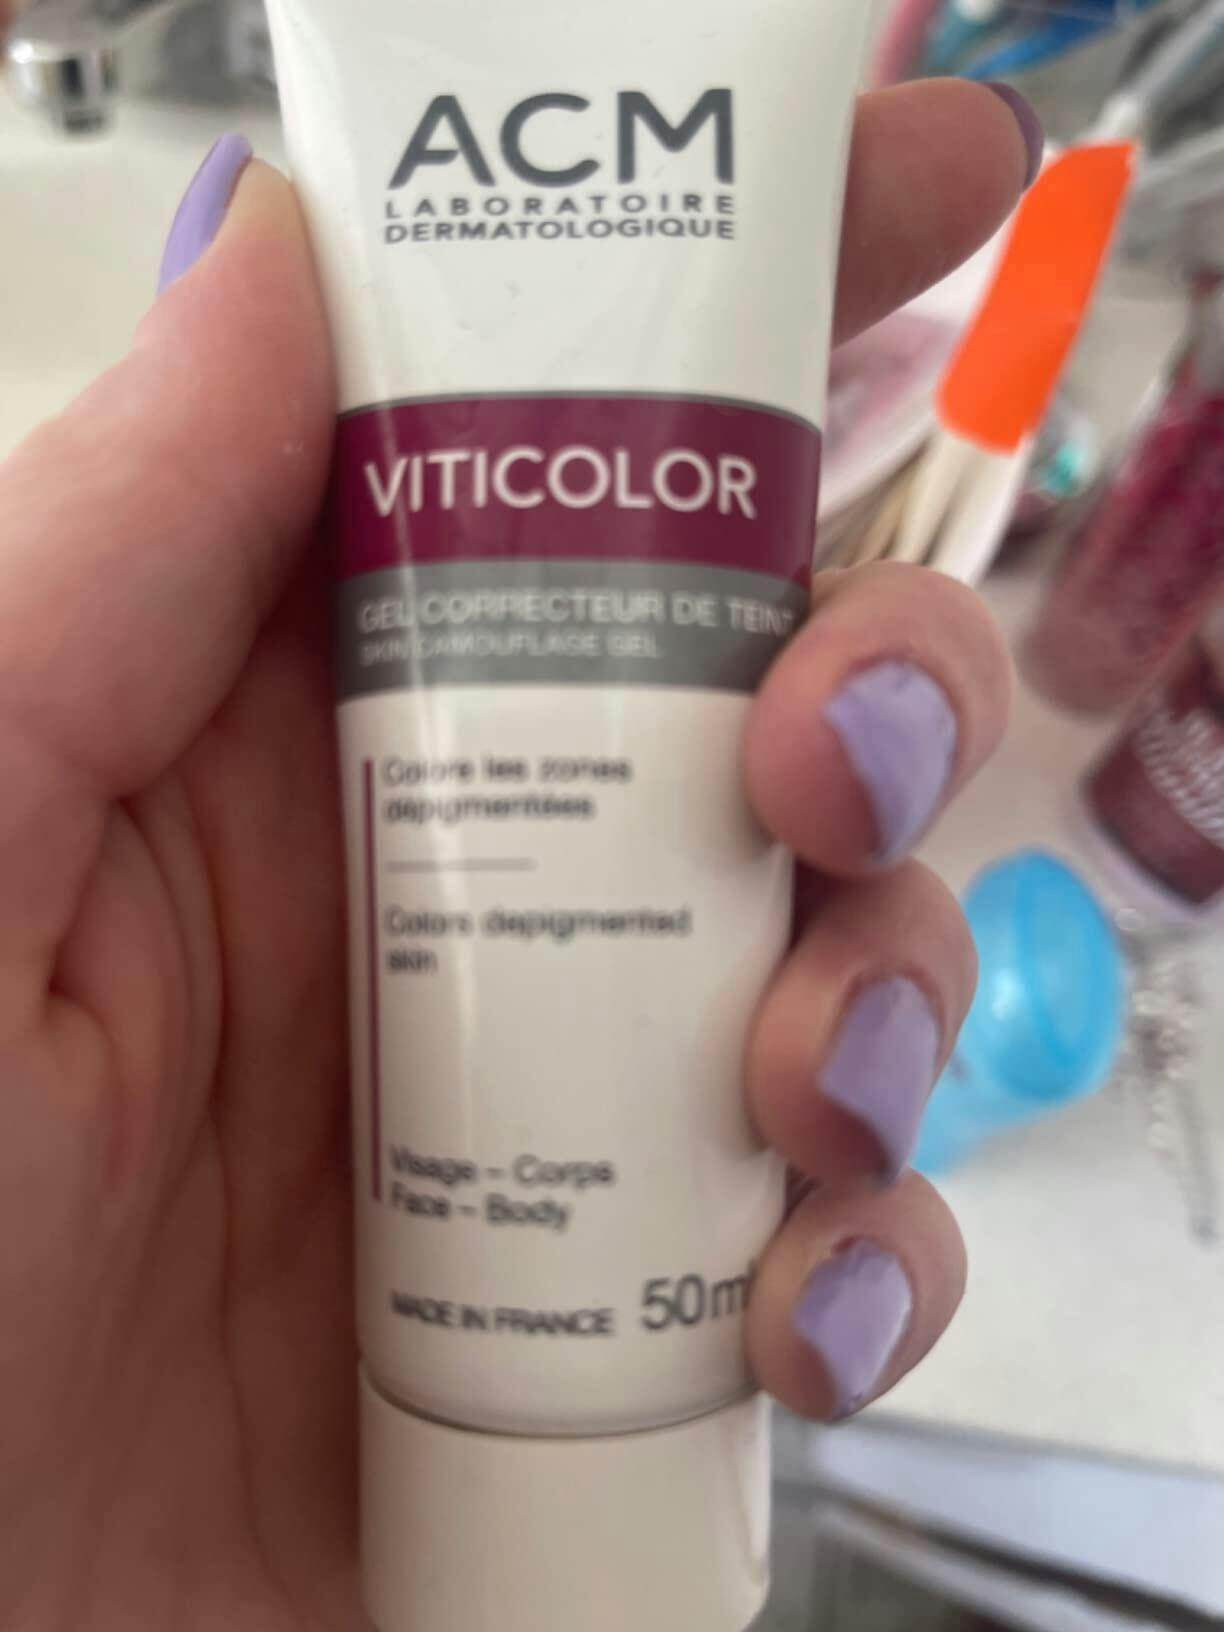 ACM
LABORATOIRE
DERMATOLOGIQUE
VITICOLOR
GEL CORRECTEUR DE TEINT
SKIN CAMOUFLAGE GEL
Colore les zones
dépigmentées
Colors depigmented
skin
Visage - Corps
Face - Body
MADE IN FRANCE 50ml